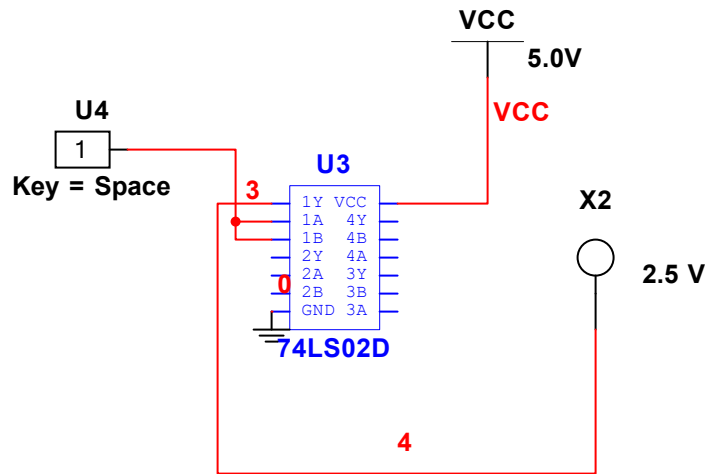 VCC
5.0V
VCC
U4
1
Key = Space
U3
3
1Y VCC
1A 4Y
1B 4B
2Y 4A
2A 3Y
2B 3B
GND 3A
0
74LS02D
X2
2.5 V
4